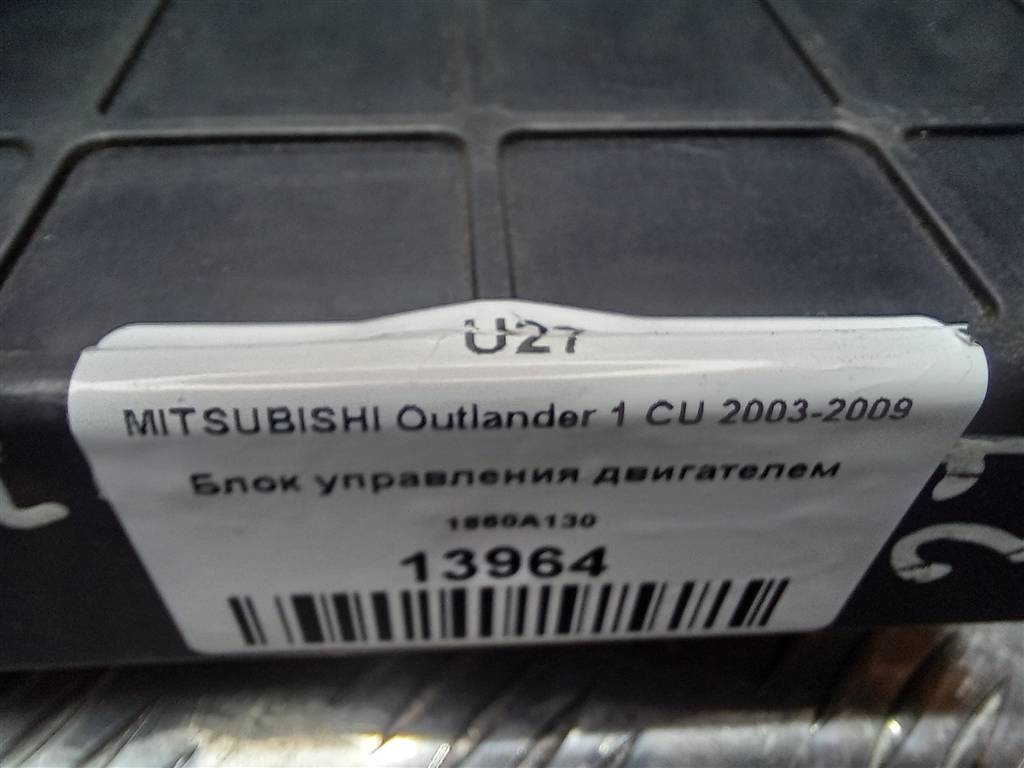 U27
MITSUBISHI Outlander 1 CU 2003-2009
Блок управления двигателем
1860A130
13964